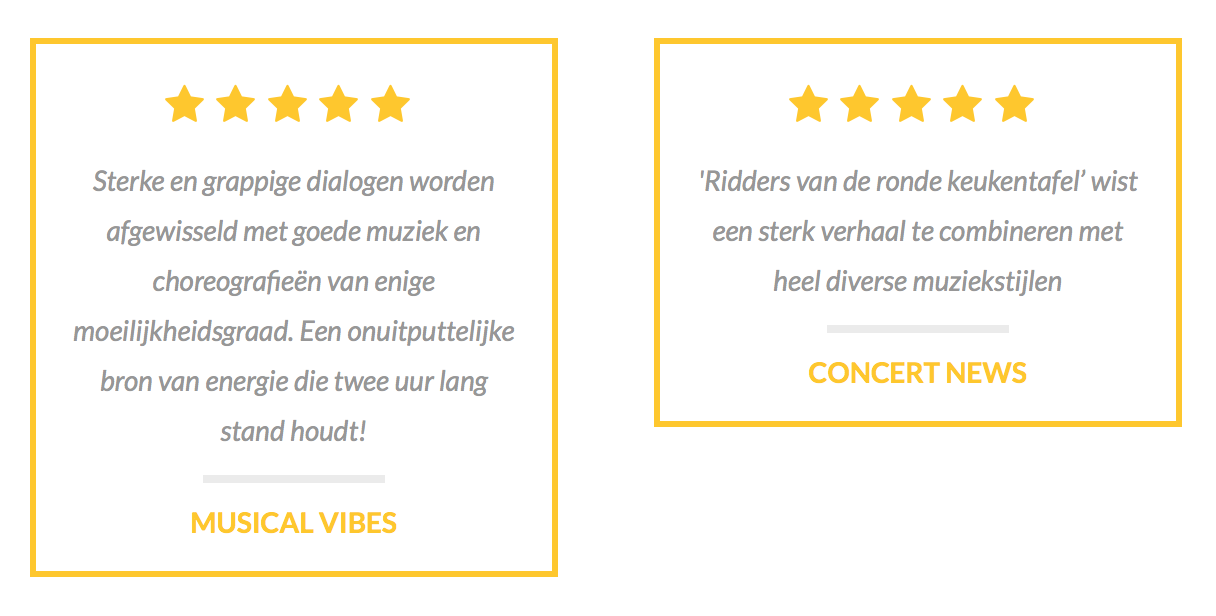 Sterke en grappige dialogen worden
afgewisseld met goede muziek en
choreografieën van enige
moeilijkheidsgraad. Een onuitputtelijke
bron van energie die twee uur lang
stand houdt!
MUSICAL VIBES
'Ridders van de ronde keukentafel’ wist
een sterk verhaal te combineren met
heel diverse muziekstijlen
CONCERT NEWS